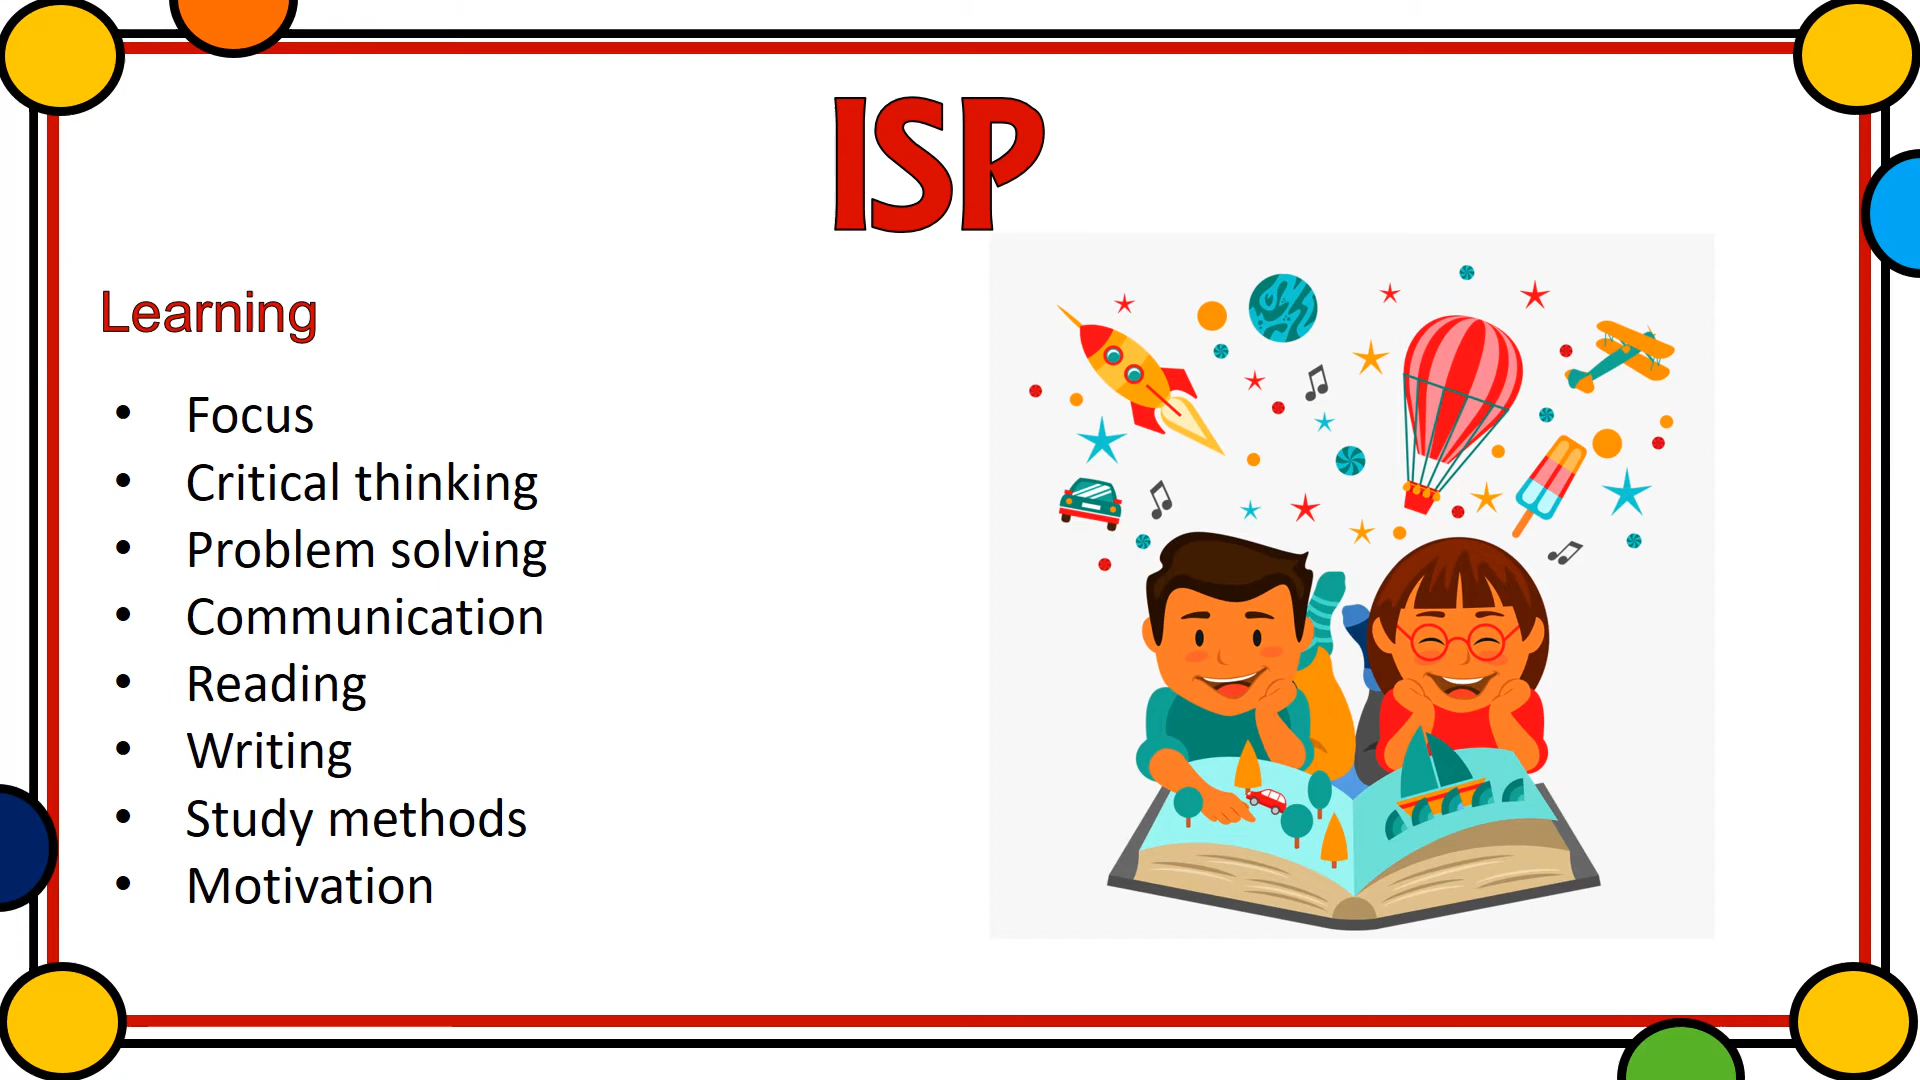 ISP
Learning
• Focus
• Critical thinking
• Problem solving
• Communication
• Reading
• Writing
• Study methods
• Motivation